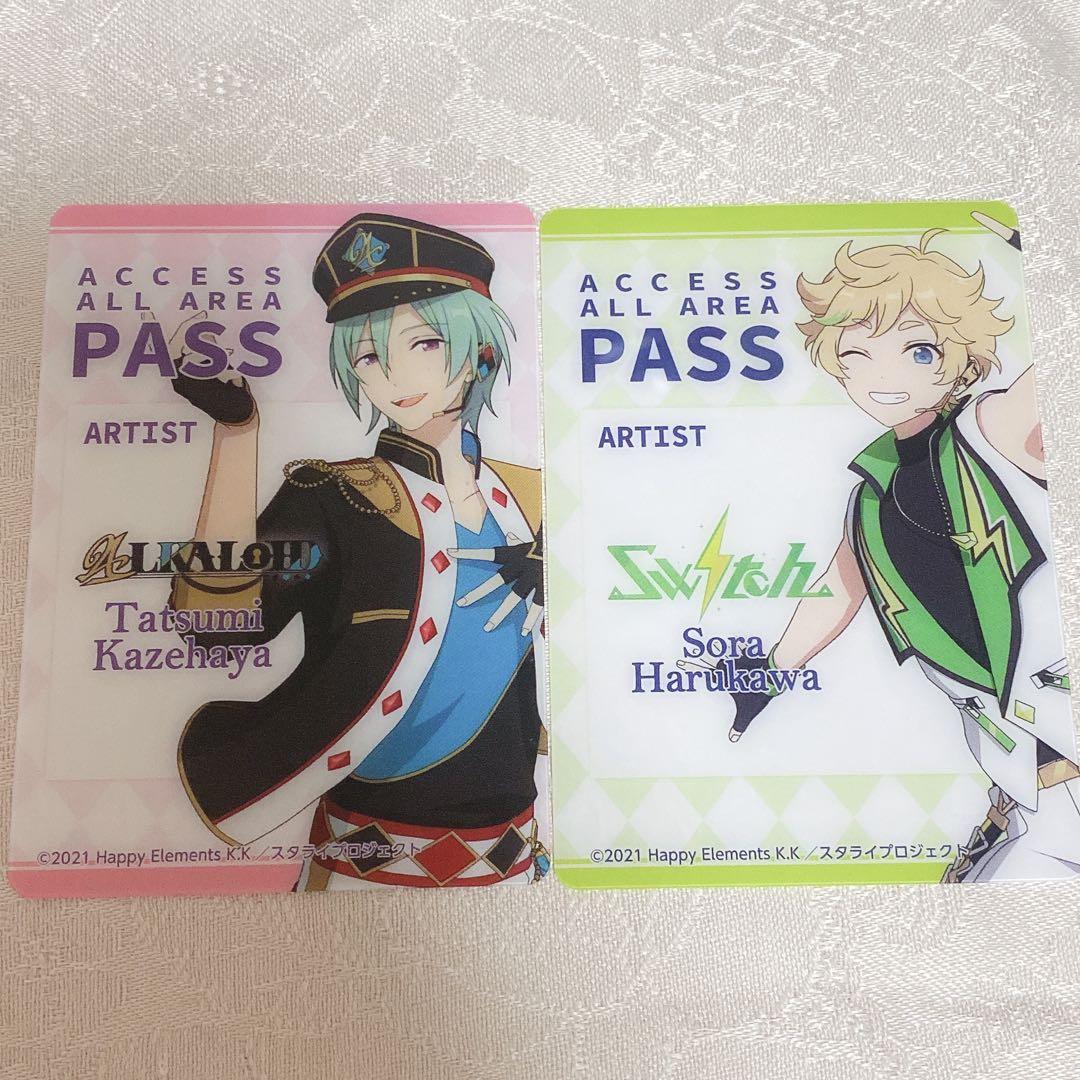 ACCESS
ALL AREA
PASS
ARTIST
ALKALOID
Tatsumi
Kazehaya
©2021 Happy Elements K.K ／スタライプロジェクト
ACCESS
ALL AREA
PASS
ARTIST
Switch
Sora
Harukawa
©2021 Happy Elements K.K ／スタライプロジェクト